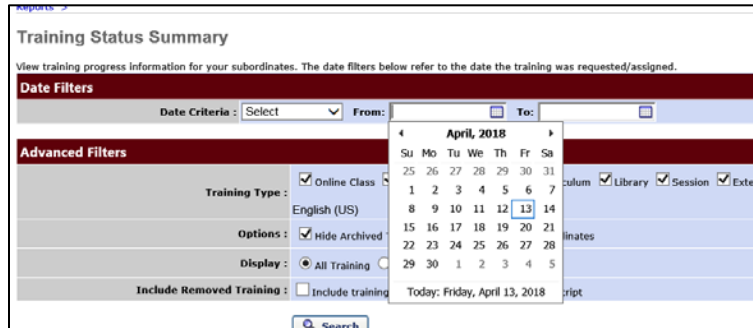 Reports >
Training Status Summary
View training progress information for your subordinates. The date filters below refer to the date the training was requested/assigned.
Date Filters
Date Criteria : Select From: To:
April, 2018
Advanced Filters
Su Mo Tu We Th Fr Sa
25 26 27 28 29 30 31
Training Type : Online Class Library Session
1 2 3 4 5 6 7
English (US)
8 9 10 11 12 13 14
15 16 17 18 19 20 21
Options : Hide Archived
22 23 24 25 26 27 28
Display : All Training
29 30 1 2 3 4 5
Include Removed Training : Include training
Today: Friday, April 13, 2018
Search